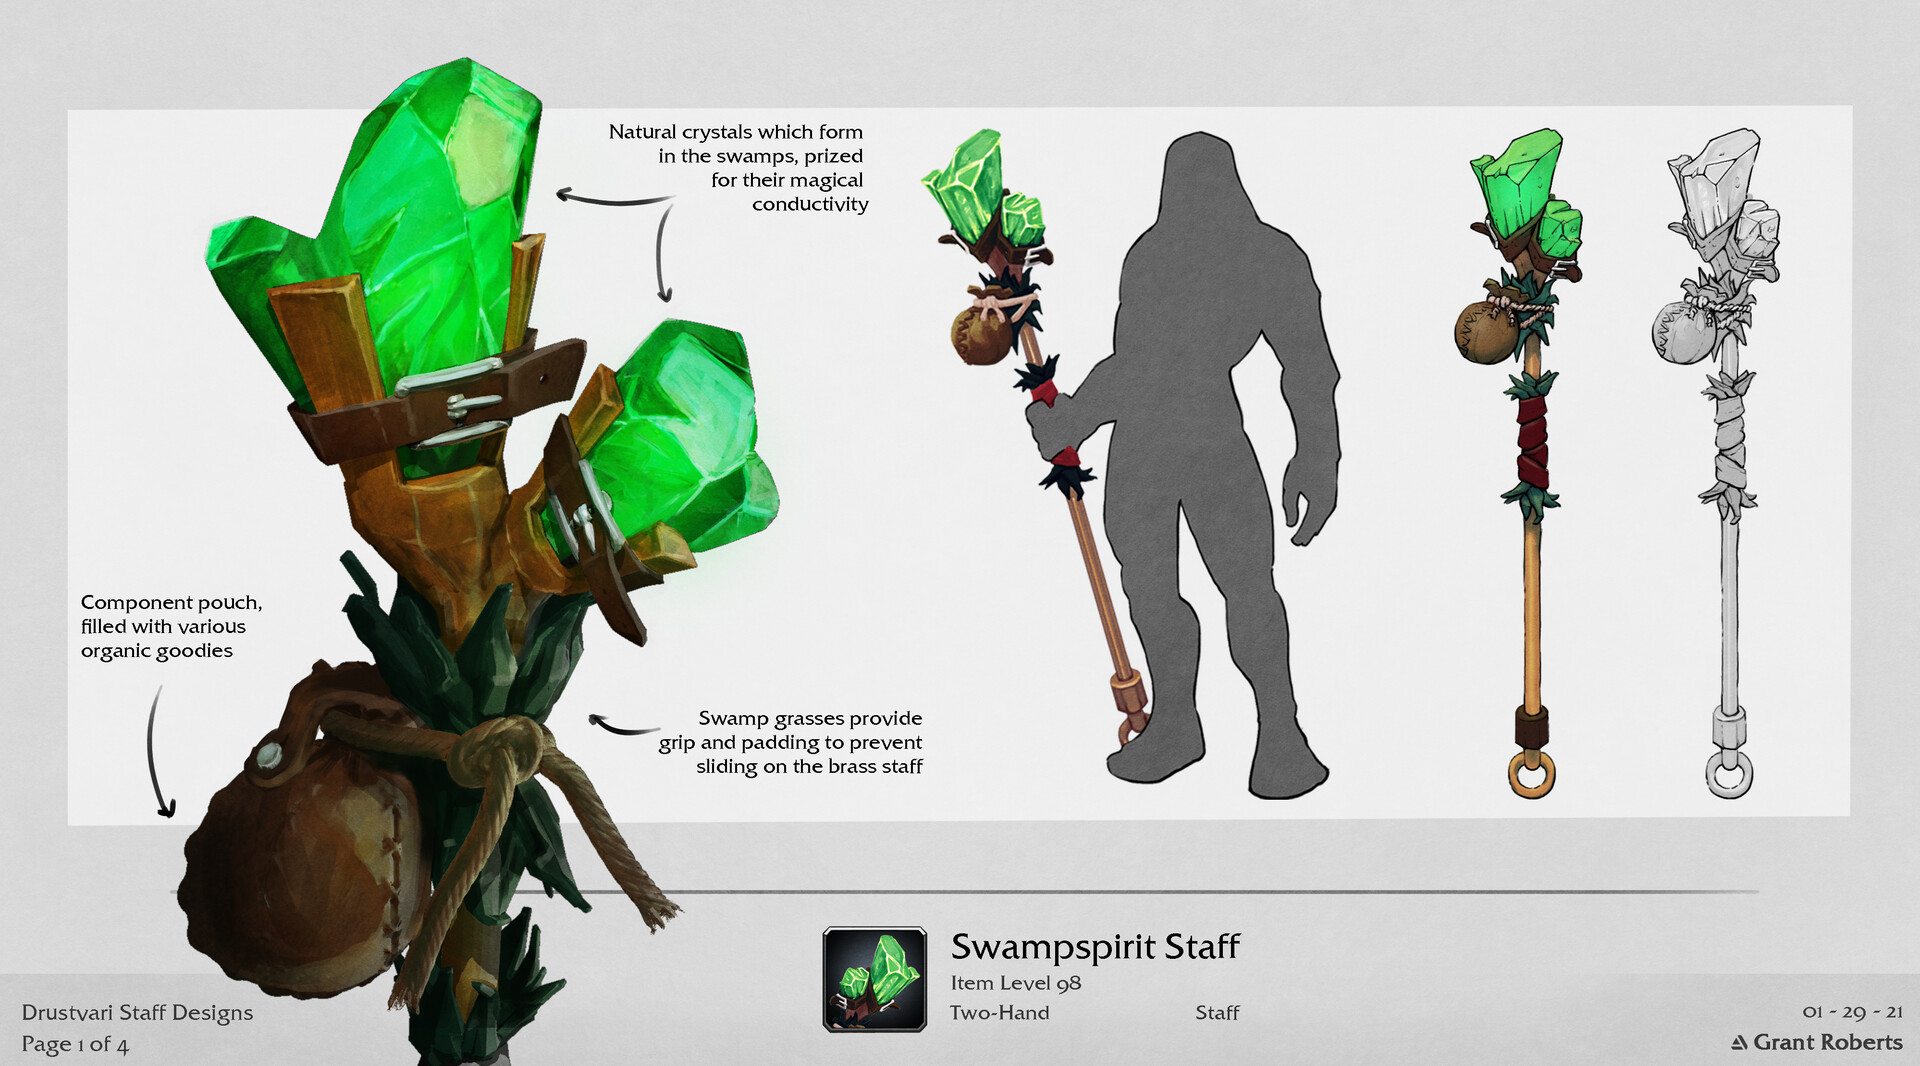 Natural crystals which form
in the swamps, prized
for their magical
conductivity
Component pouch,
filled with various
organic goodies
Swamp grasses provide
grip and padding to prevent
sliding on the brass staff
Swampspirit Staff
Item Level 98
Two-Hand Staff
Drustvari Staff Designs
Page 1 of 4
01 - 29 - 21
Grant Roberts